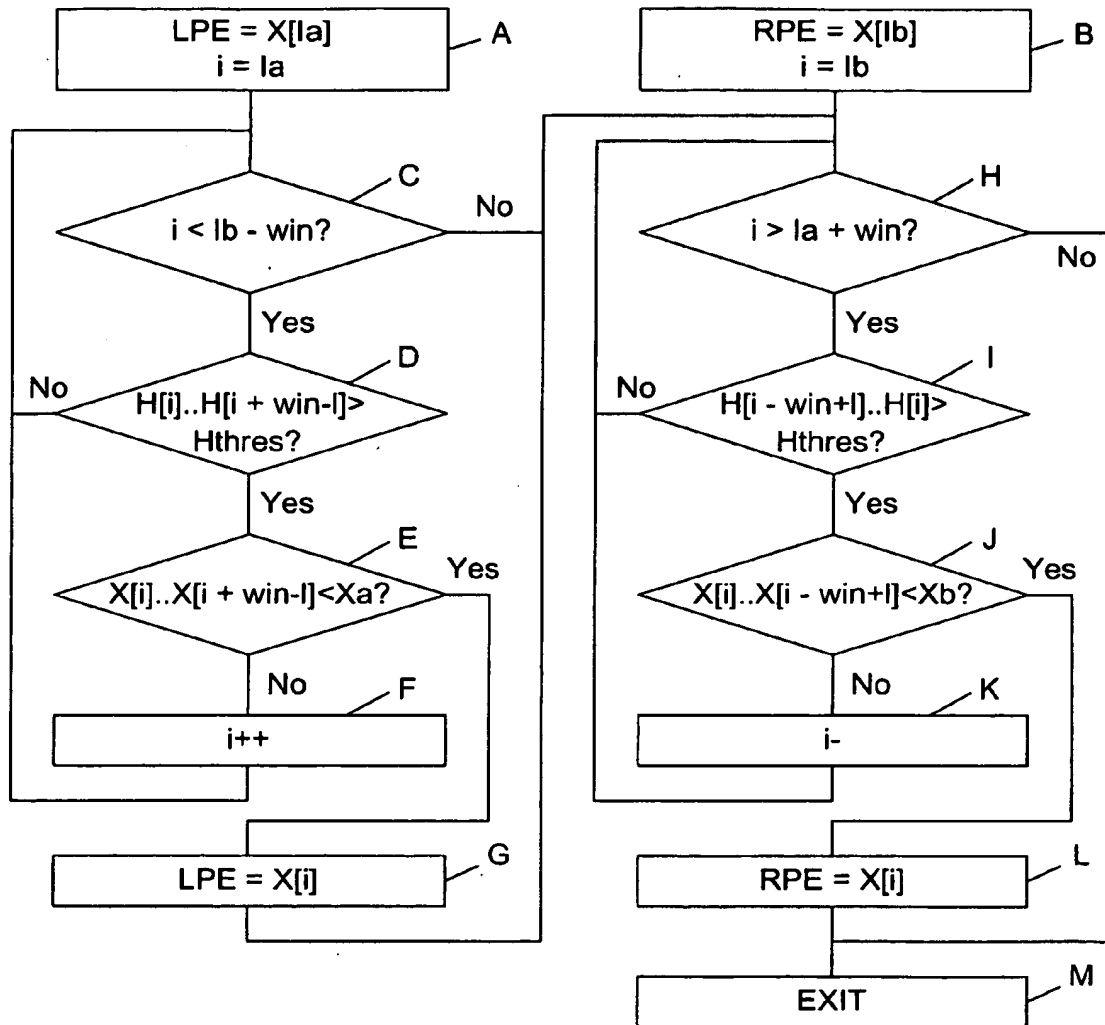 LPE = X[Ia]
i = Ia
A
i < Ib - win?
C
No
Yes
H[i]..H[i + win-I]>
Hthres?
D
No
Yes
X[i]..X[i + win-I]<Xa?
E
Yes
No
i++
F
LPE = X[i]
G
RPE = X[Ib]
i = Ib
B
i > Ia + win?
H
No
Yes
H[i - win+I]..H[i]>
Hthres?
I
No
Yes
X[i]..X[i - win+I]<Xb?
J
Yes
No
i-
K
RPE = X[i]
L
EXIT
M